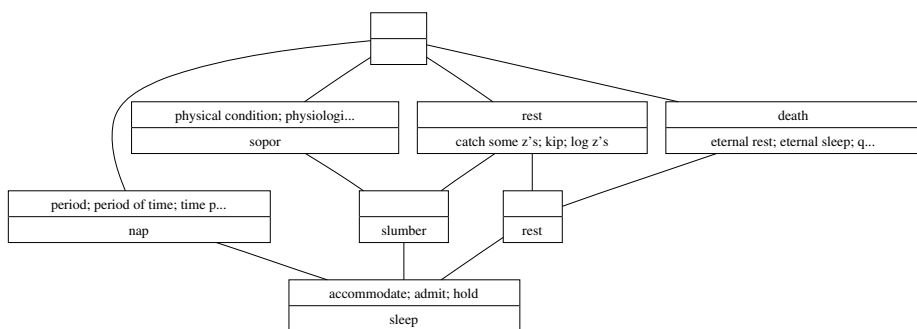 physical condition; physiologi...
sopor
rest
catch some z's; kip; log z's
death
eternal rest; eternal sleep; q...
period; period of time; time p...
nap
slumber
rest
accommodate; admit; hold
sleep